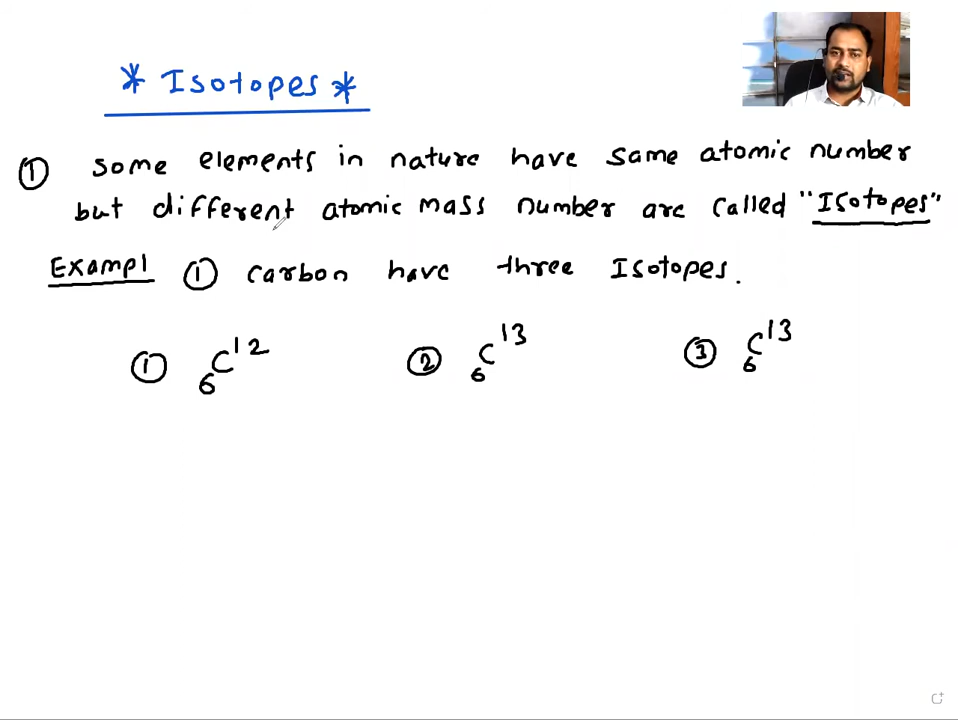 * Isotopes *
① Some elements in nature have same atomic number
but different atomic mass number are called "Isotopes"
Exampl ① carbon have three Isotopes.
① ₆C¹² ② ₆C¹³ ③ ₆C¹³